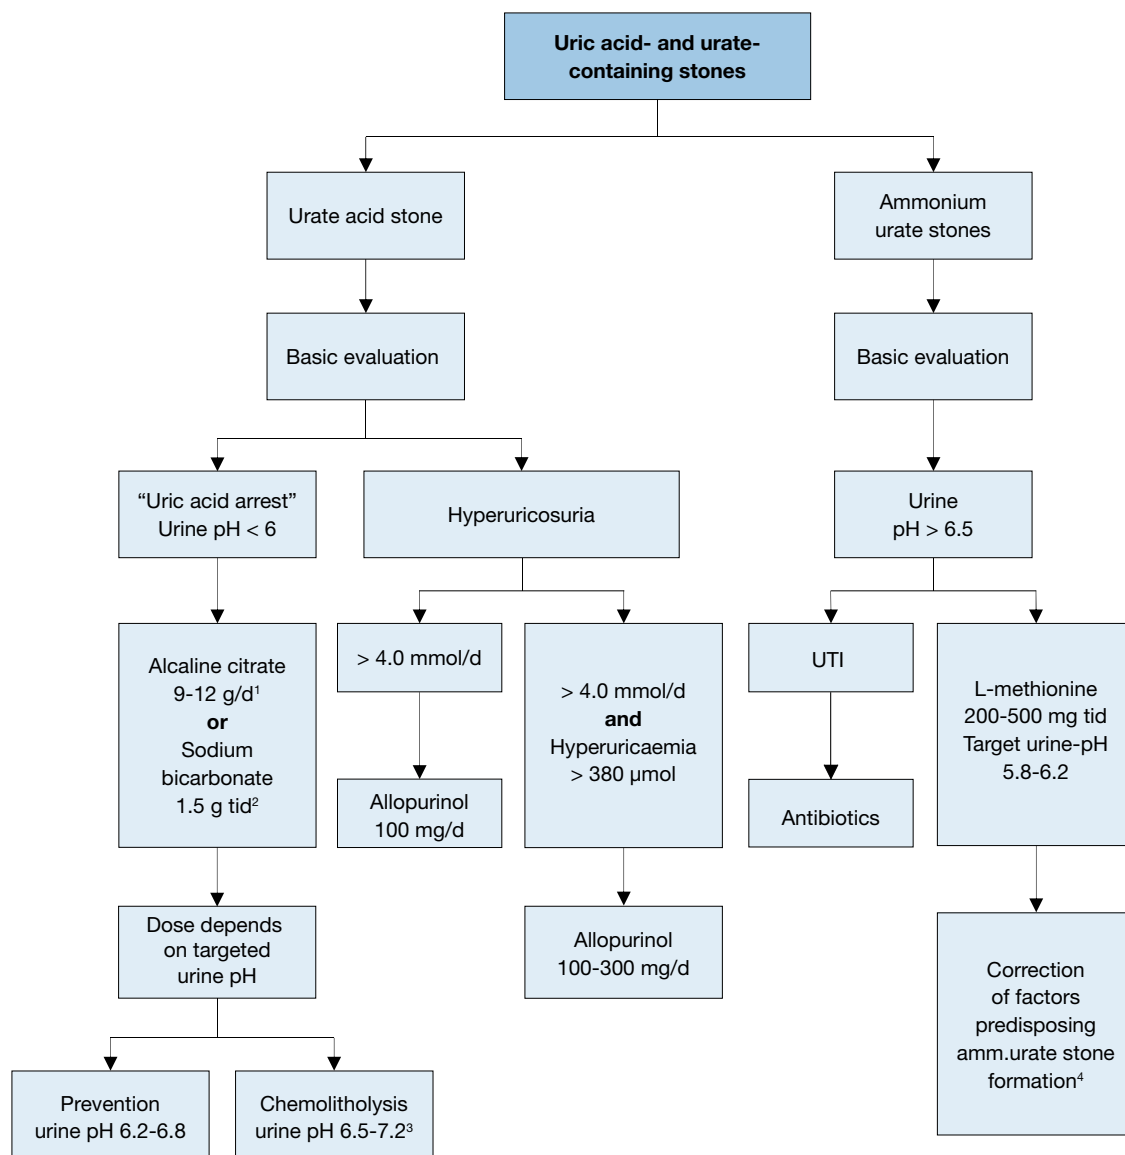 Uric acid- and urate-
containing stones
Urate acid stone
Ammonium
urate stones
Basic evaluation
Basic evaluation
“Uric acid arrest”
Urine pH < 6
Hyperuricosuria
Urine
pH > 6.5
Alcaline citrate
9-12 g/d¹
or
Sodium
bicarbonate
1.5 g tid²
> 4.0 mmol/d
> 4.0 mmol/d
and
Hyperuricaemia
> 380 µmol
UTI
L-methionine
200-500 mg tid
Target urine-pH
5.8-6.2
Allopurinol
100 mg/d
Antibiotics
Dose depends
on targeted
urine pH
Allopurinol
100-300 mg/d
Correction
of factors
predisposing
amm.urate stone
formation⁴
Prevention
urine pH 6.2-6.8
Chemolitholysis
urine pH 6.5-7.2³